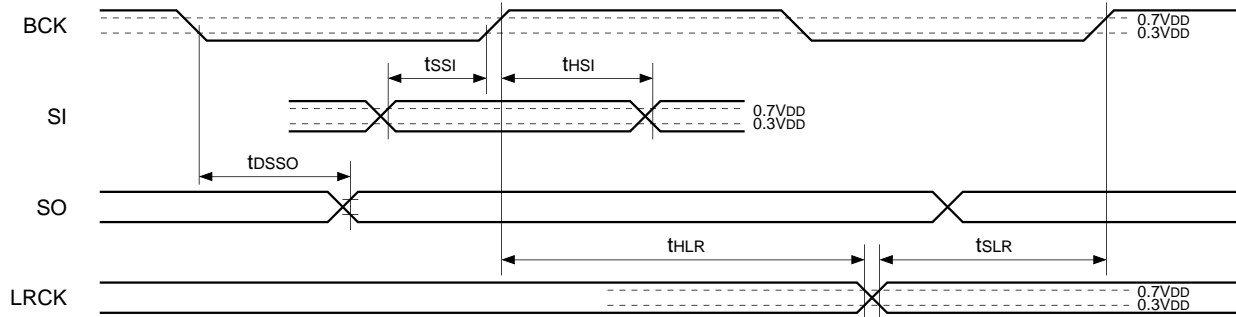 BCK
0.7VDD
0.3VDD
tSSI
tHSI
SI
0.7VDD
0.3VDD
tDSSO
SO
tHLR
tSLR
LRCK
0.7VDD
0.3VDD